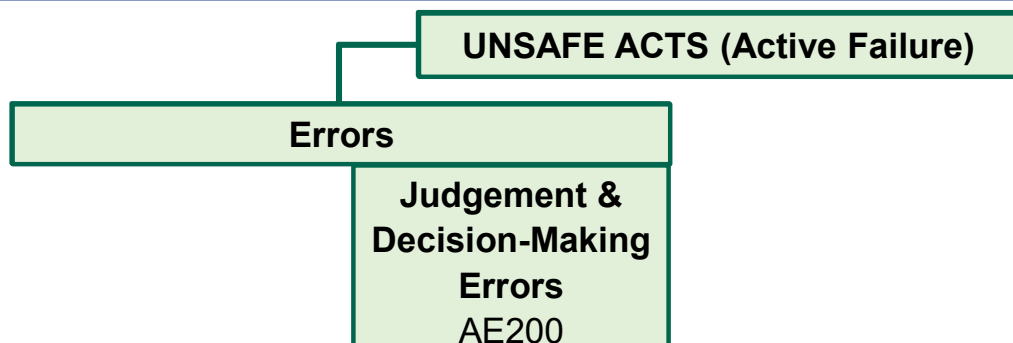 UNSAFE ACTS (Active Failure)
Errors
Judgement &
Decision-Making
Errors
AE200